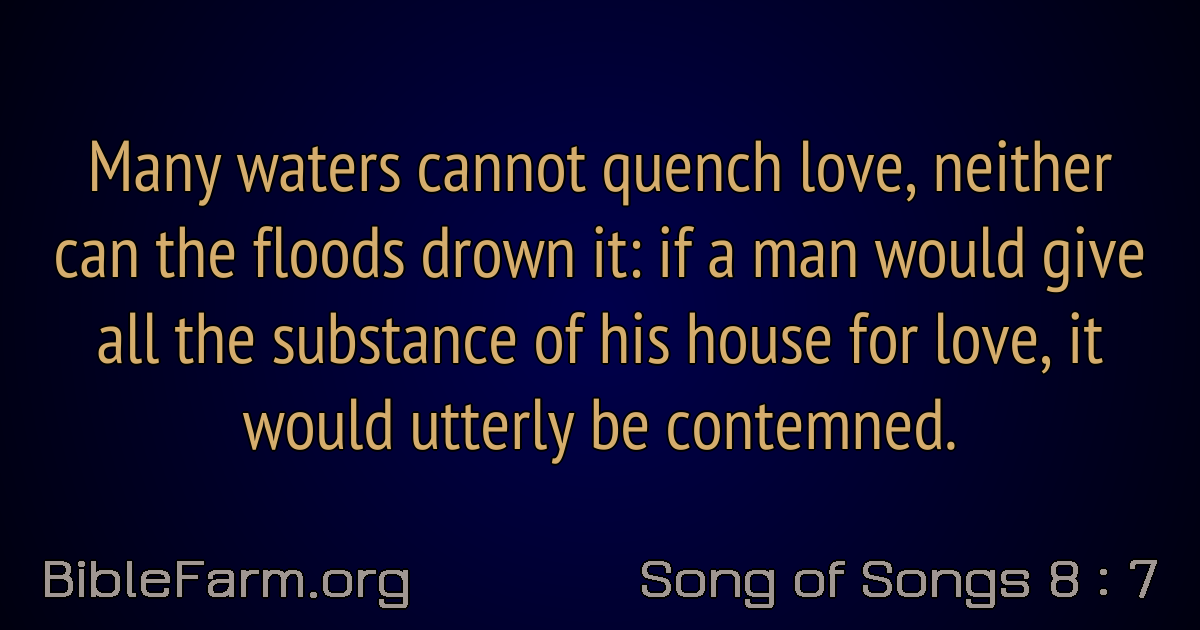 Many waters cannot quench love, neither
can the floods drown it: if a man would give
all the substance of his house for love, it
would utterly be contemned.
BibleFarm.org
Song of Songs 8 : 7